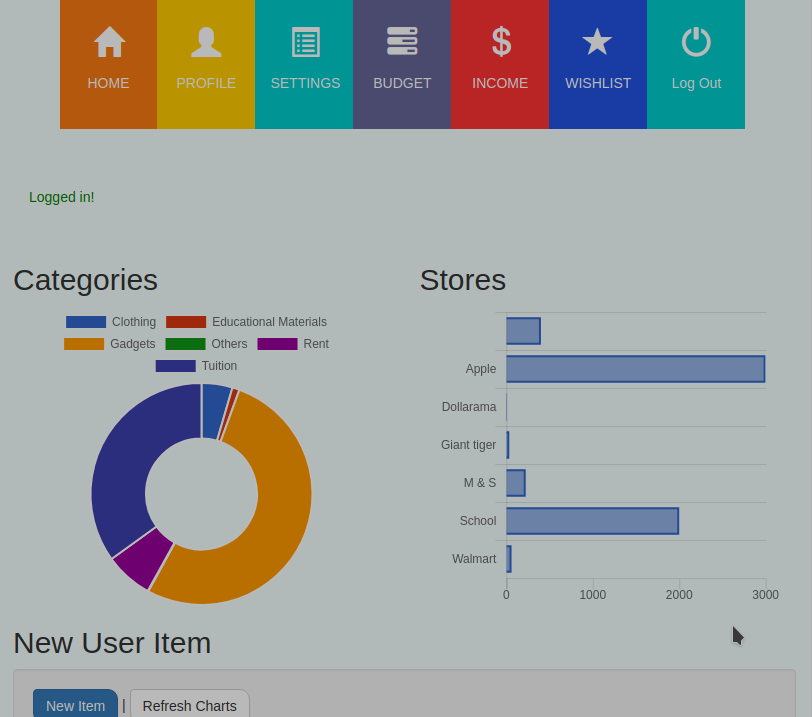 HOME PROFILE SETTINGS BUDGET $ INCOME WISHLIST Log Out
Logged in!
Categories
Clothing Educational Materials
Gadgets Others Rent
Tuition
Stores
Apple
Dollarama
Giant tiger
M & S
School
Walmart
0 1000 2000 3000
New User Item
New Item | Refresh Charts